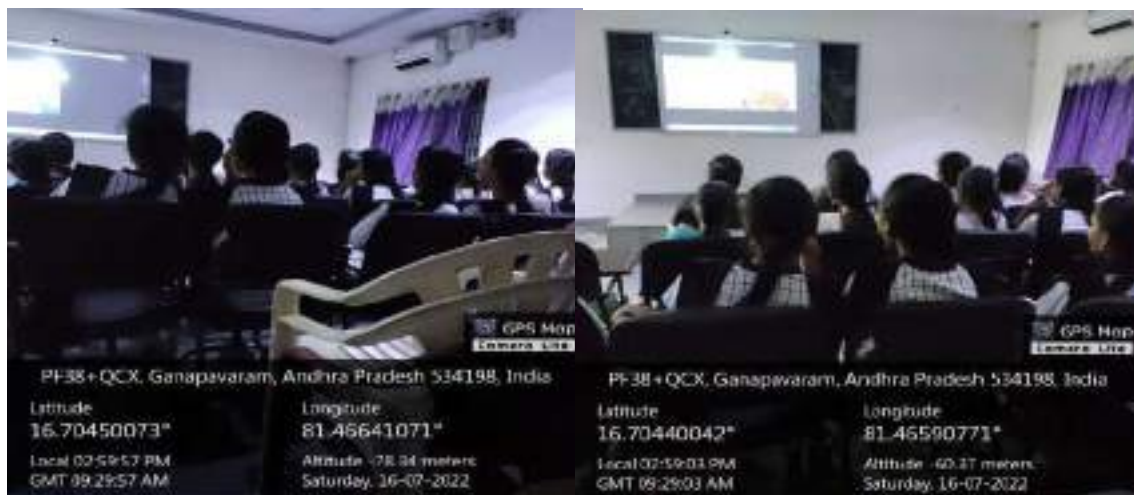 GPS Map
Camera Lite
PF38+QCX, Ganapavaram, Andhra Pradesh 534198, India
Latitude
16.70450073°
Longitude
81.46641071°
Local 02:59:57 PM
GMT 09:29:57 AM
Altitude -78.34 meters
Saturday, 16-07-2022
GPS Map
Camera Lite
PF38+QCX, Ganapavaram, Andhra Pradesh 534198, India
Latitude
16.70440042°
Longitude
81.46590771°
Local 02:59:03 PM
GMT 09:29:03 AM
Altitude -60.37 meters
Saturday, 16-07-2022